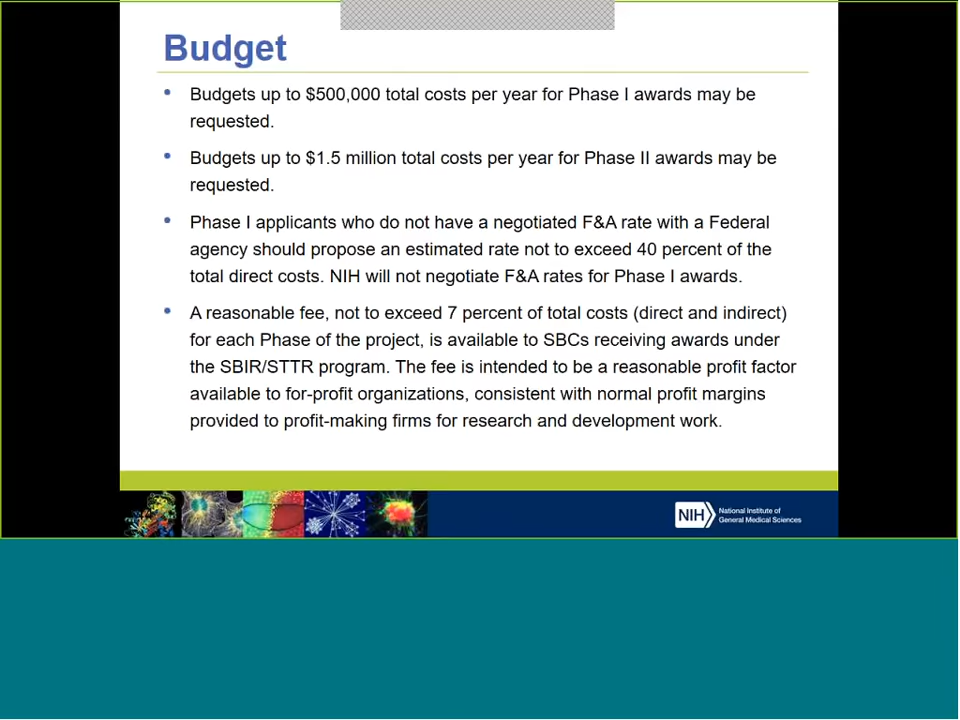 Budget
• Budgets up to $500,000 total costs per year for Phase I awards may be
requested.
• Budgets up to $1.5 million total costs per year for Phase II awards may be
requested.
• Phase I applicants who do not have a negotiated F&A rate with a Federal
agency should propose an estimated rate not to exceed 40 percent of the
total direct costs. NIH will not negotiate F&A rates for Phase I awards.
• A reasonable fee, not to exceed 7 percent of total costs (direct and indirect)
for each Phase of the project, is available to SBCs receiving awards under
the SBIR/STTR program. The fee is intended to be a reasonable profit factor
available to for-profit organizations, consistent with normal profit margins
provided to profit-making firms for research and development work.
NIH
National Institute of
General Medical Sciences